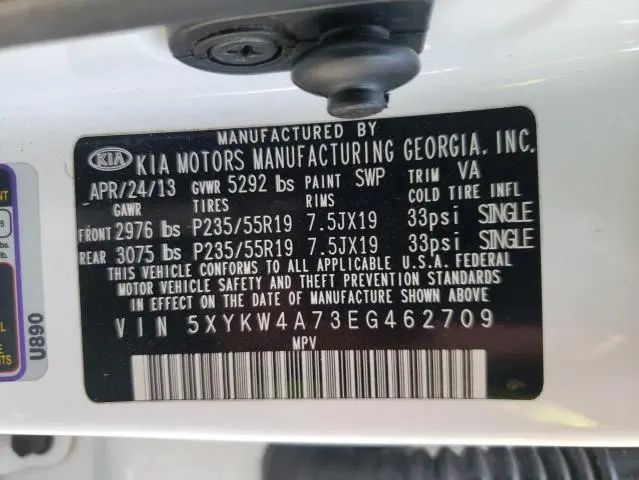 MANUFACTURED BY
KIA KIA MOTORS MANUFACTURING GEORGIA, INC.
APR/24/13 GVWR 5292 lbs PAINT SWP TRIM VA
GAWR TIRES RIMS COLD TIRE INFL
FRONT 2976 lbs P235/55R19 7.5JX19 33psi SINGLE
REAR 3075 lbs P235/55R19 7.5JX19 33psi SINGLE
THIS VEHICLE CONFORMS TO ALL APPLICABLE U.S.A. FEDERAL
MOTOR VEHICLE SAFETY AND THEFT PREVENTION STANDARDS
IN EFFECT ON THE DATE OF MANUFACTURE SHOWN ABOVE
VIN 5XYKW4A73EG462709
MPV
U890